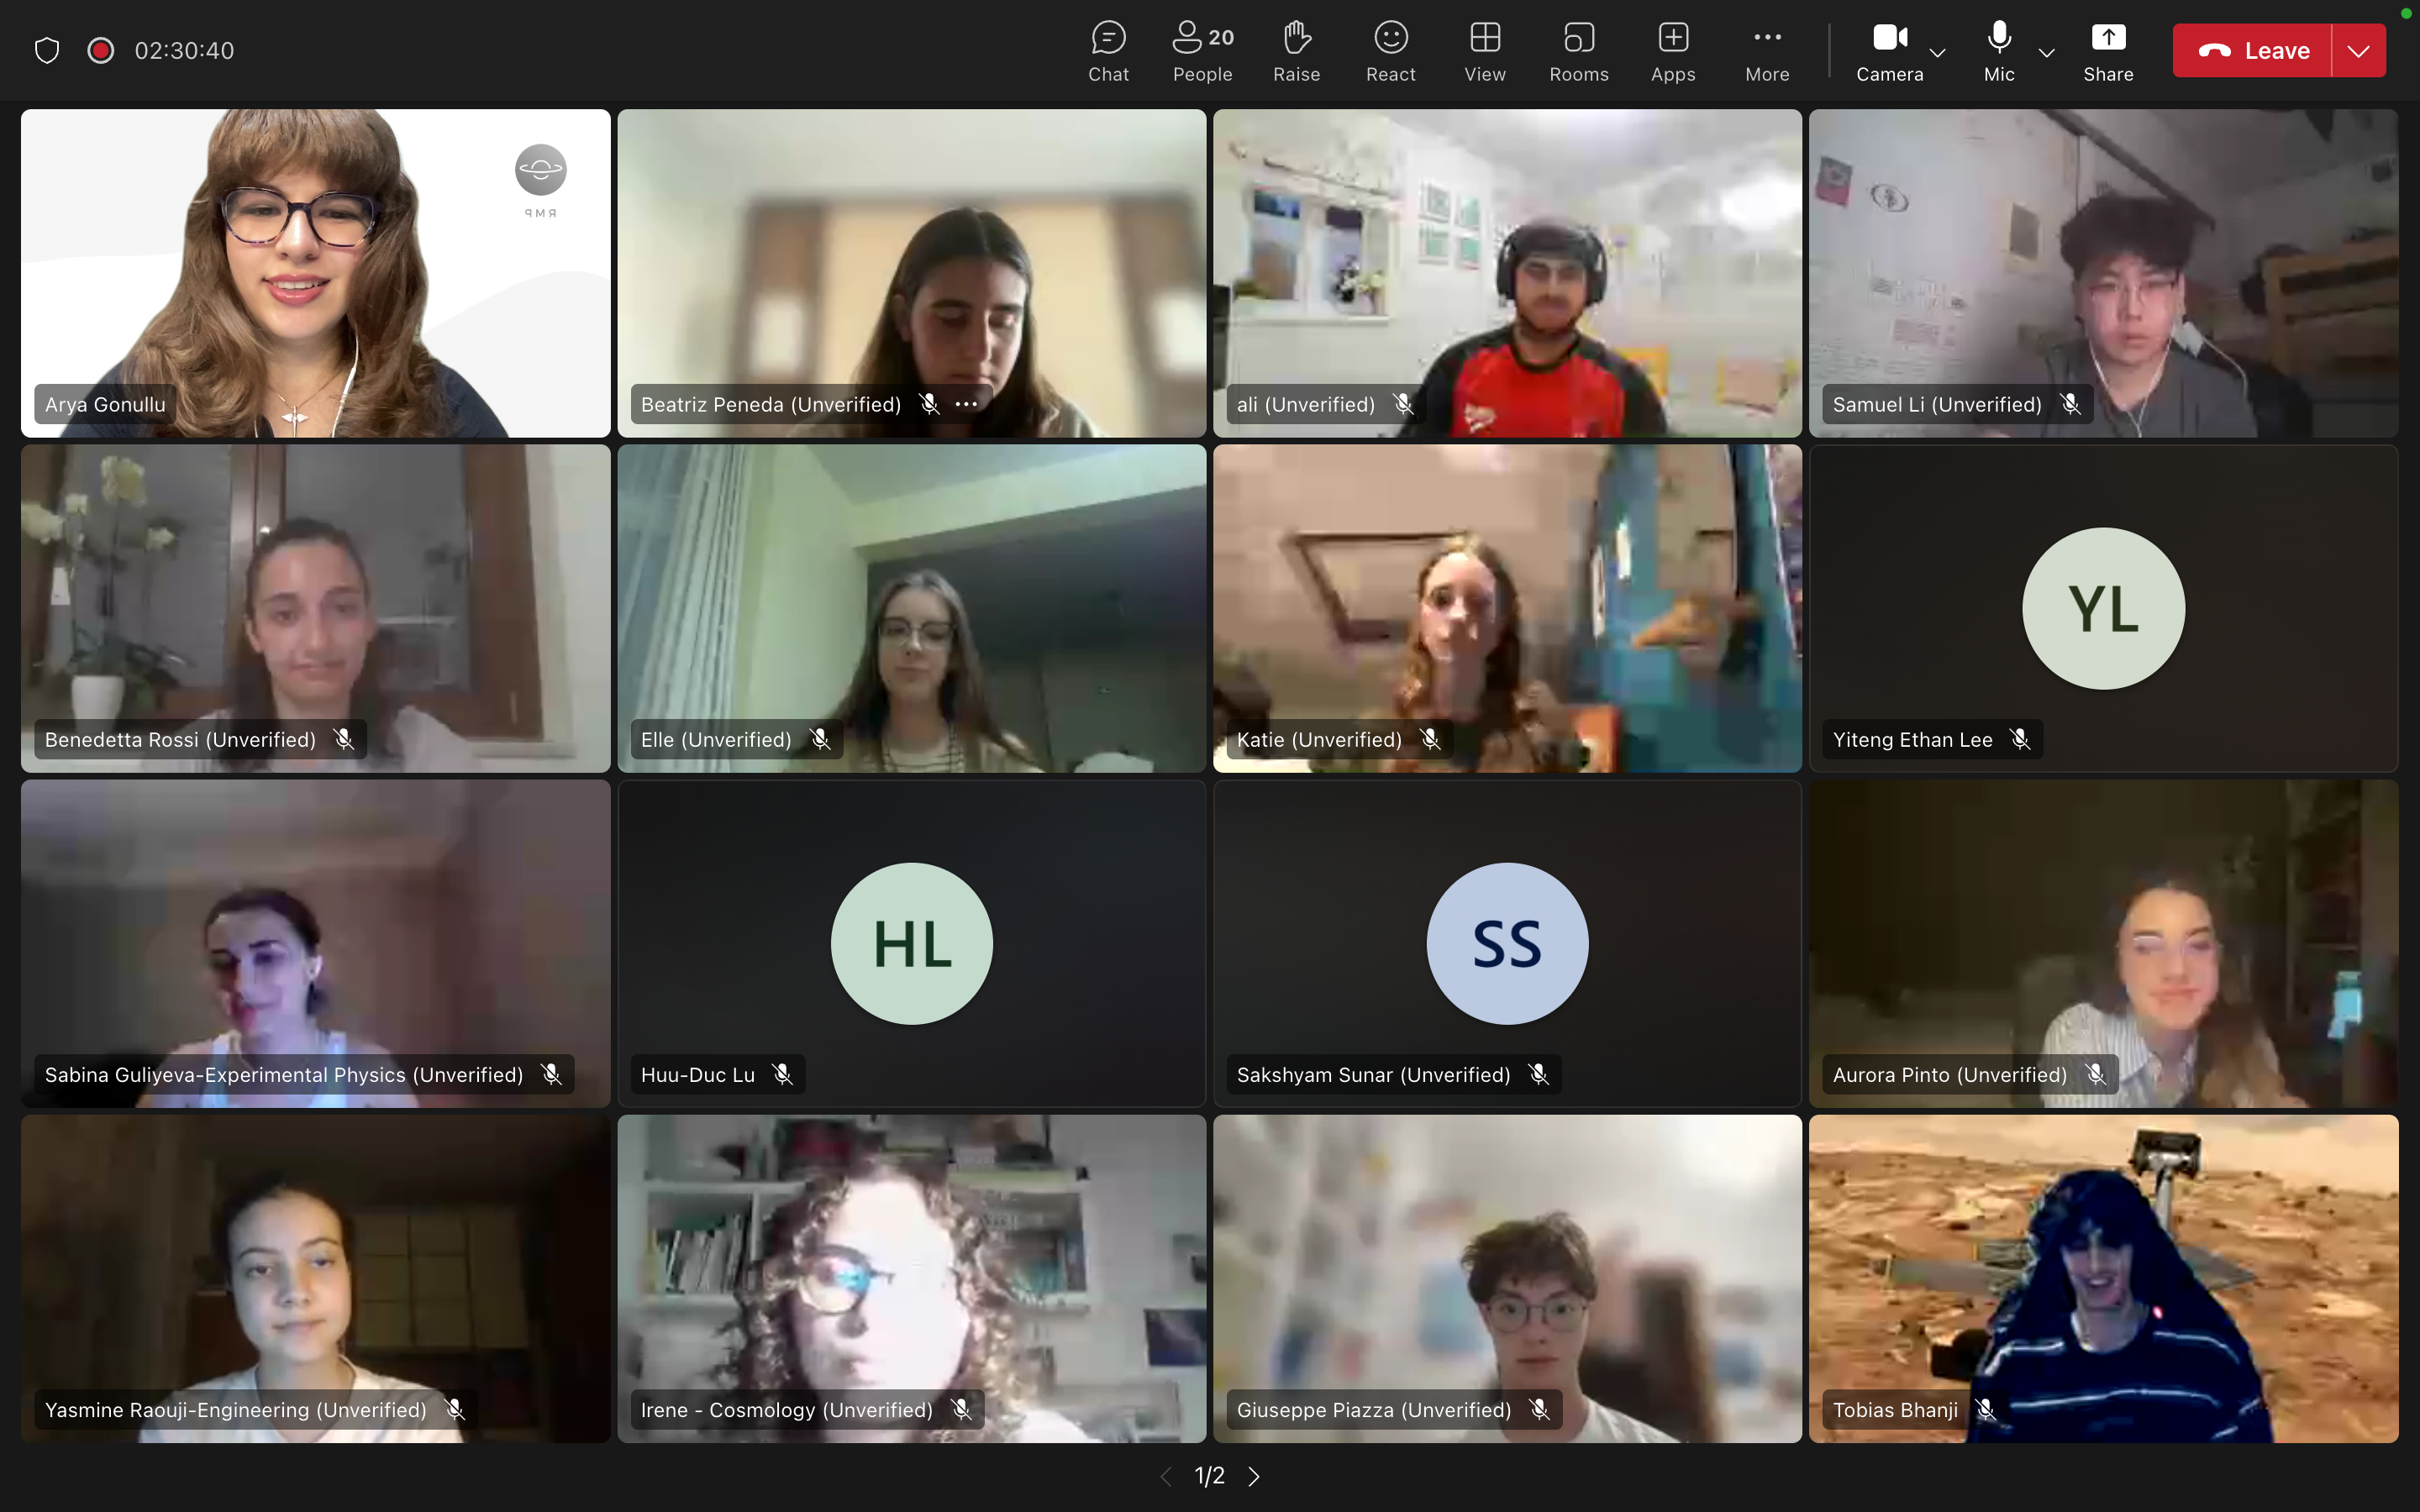 02:30:40
20
Chat People Raise React View Rooms Apps More Camera Mic Share Leave
RMP
Arya Gonullu
Beatriz Peneda (Unverified)
ali (Unverified)
Samuel Li (Unverified)
Benedetta Rossi (Unverified)
Elle (Unverified)
Katie (Unverified)
YL
Yiteng Ethan Lee
Sabina Guliyeva-Experimental Physics (Unverified)
HL
Huu-Duc Lu
SS
Sakshyam Sunar (Unverified)
Aurora Pinto (Unverified)
Yasmine Raouji-Engineering (Unverified)
Irene - Cosmology (Unverified)
Giuseppe Piazza (Unverified)
Tobias Bhanji
1/2